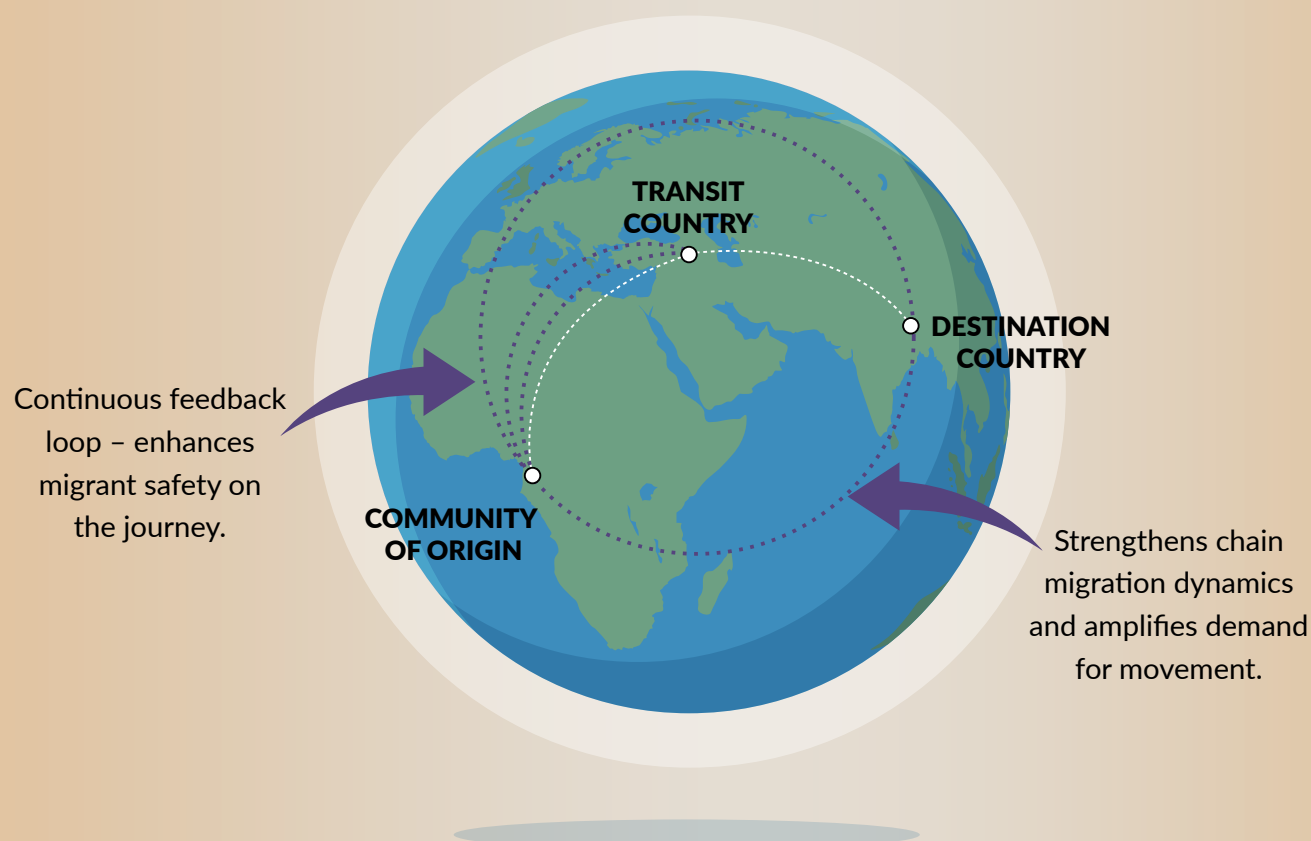 TRANSIT
COUNTRY
DESTINATION
COUNTRY
Continuous feedback
loop – enhances
migrant safety on
the journey.
COMMUNITY
OF ORIGIN
Strengthens chain
migration dynamics
and amplifies demand
for movement.